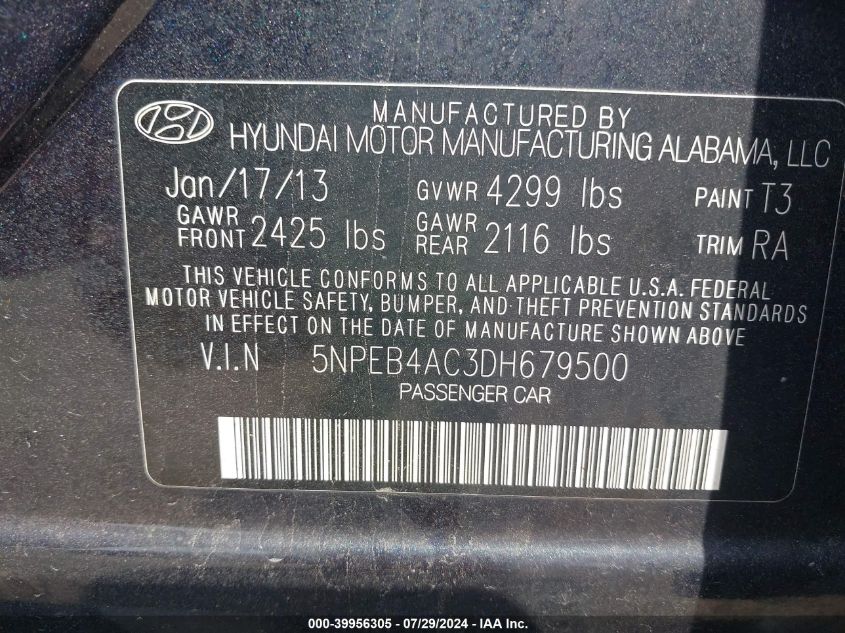 MANUFACTURED BY
HYUNDAI MOTOR MANUFACTURING ALABAMA, LLC
Jan/17/13 GVWR 4299 lbs PAINT T3
GAWR FRONT 2425 lbs GAWR REAR 2116 lbs TRIM RA
THIS VEHICLE CONFORMS TO ALL APPLICABLE U.S.A. FEDERAL
MOTOR VEHICLE SAFETY, BUMPER, AND THEFT PREVENTION STANDARDS
IN EFFECT ON THE DATE OF MANUFACTURE SHOWN ABOVE.
V.I.N 5NPEB4AC3DH679500
PASSENGER CAR
000-39956305 - 07/29/2024 - IAA Inc.